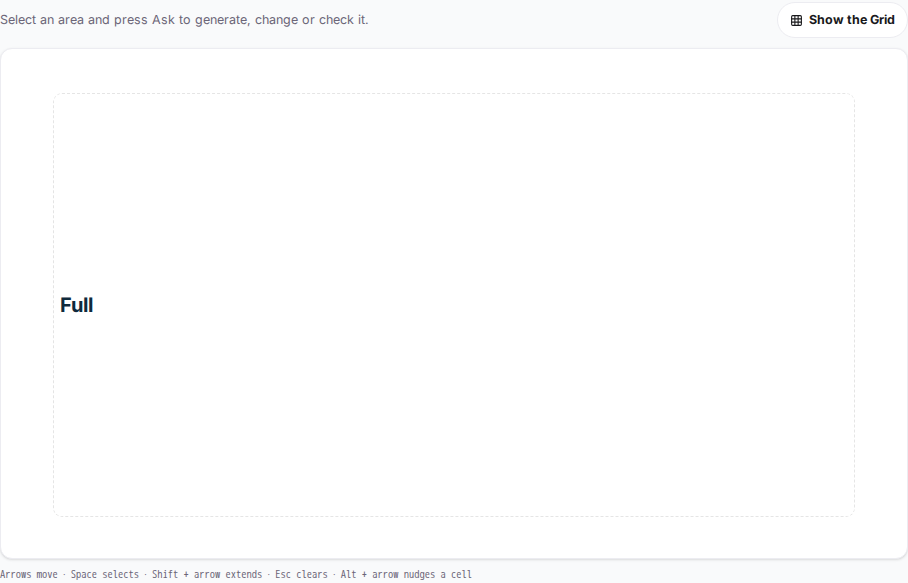 Select an area and press Ask to generate, change or check it.
Show the Grid
Full
Arrows move · Space selects · Shift + arrow extends · Esc clears · Alt + arrow nudges a cell